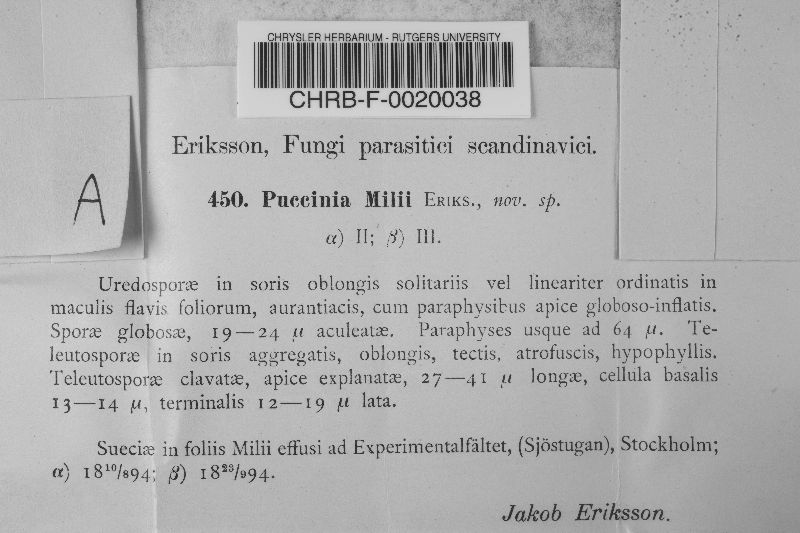 CHRYSLER HERBARIUM - RUTGERS UNIVERSITY
CHRB-F-0020038
A
Eriksson, Fungi parasitici scandinavici.
450. Puccinia Milii ERIKS., nov. sp.
α) II; β) III.
Uredosporæ in soris oblongis solitariis vel lineariter ordinatis in
maculis flavis foliorum, aurantiacis, cum paraphysibus apice globoso-inflatis.
Sporæ globosæ, 19—24 μ aculeatæ. Paraphyses usque ad 64 μ. Te-
leutosporæ in soris aggregatis, oblongis, tectis, atrofuscis, hypophyllis.
Teleutosporæ clavatæ, apice explanatæ, 27—41 μ longæ, cellula basalis
13—14 μ, terminalis 12—19 μ lata.
Sueciæ in foliis Milii effusi ad Experimentalfältet, (Sjöstugan), Stockholm;
α) 18¹⁰/₈94; β) 18²³/₉94.
Jakob Eriksson.